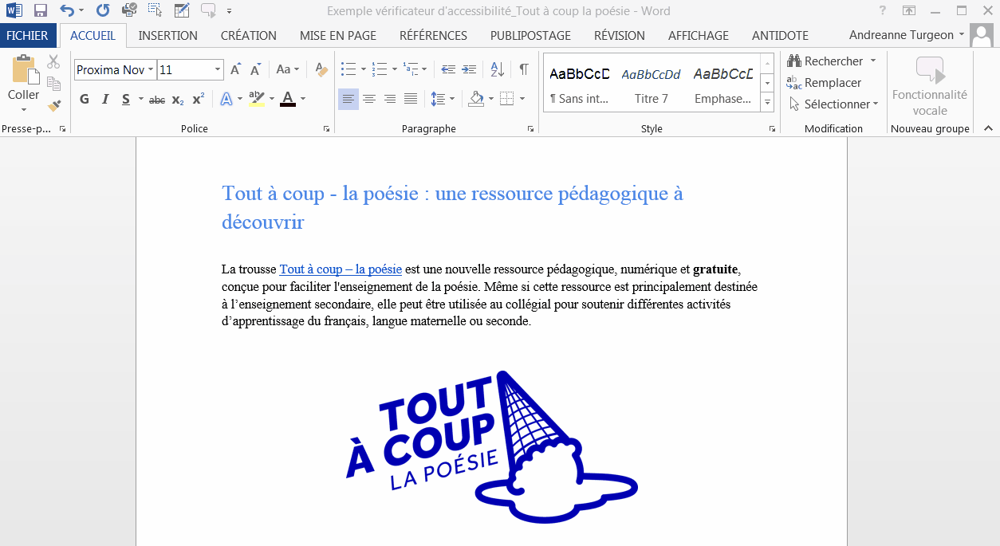 Exemple vérificateur d'accessibilité_Tout à coup la poésie - Word
FICHIER ACCUEIL INSERTION CRÉATION MISE EN PAGE RÉFÉRENCES PUBLIPOSTAGE RÉVISION AFFICHAGE ANTIDOTE Andreanne Turgeon
Coller
Presse-p...
Proxima Nov 11 Aa
G I S abc X₂ X² A ab A
Police
Paragraphe
AaBbCcD AaBbCcDd AaBbCcD
¶ Sans int... Titre 7 Emphase...
Style
Rechercher
Remplacer
Sélectionner
Modification
Fonctionnalité
vocale
Nouveau groupe
Tout à coup - la poésie : une ressource pédagogique à
découvrir
La trousse Tout à coup – la poésie est une nouvelle ressource pédagogique, numérique et gratuite,
conçue pour faciliter l'enseignement de la poésie. Même si cette ressource est principalement destinée
à l’enseignement secondaire, elle peut être utilisée au collégial pour soutenir différentes activités
d’apprentissage du français, langue maternelle ou seconde.
TOUT
À COUP
LA POÉSIE